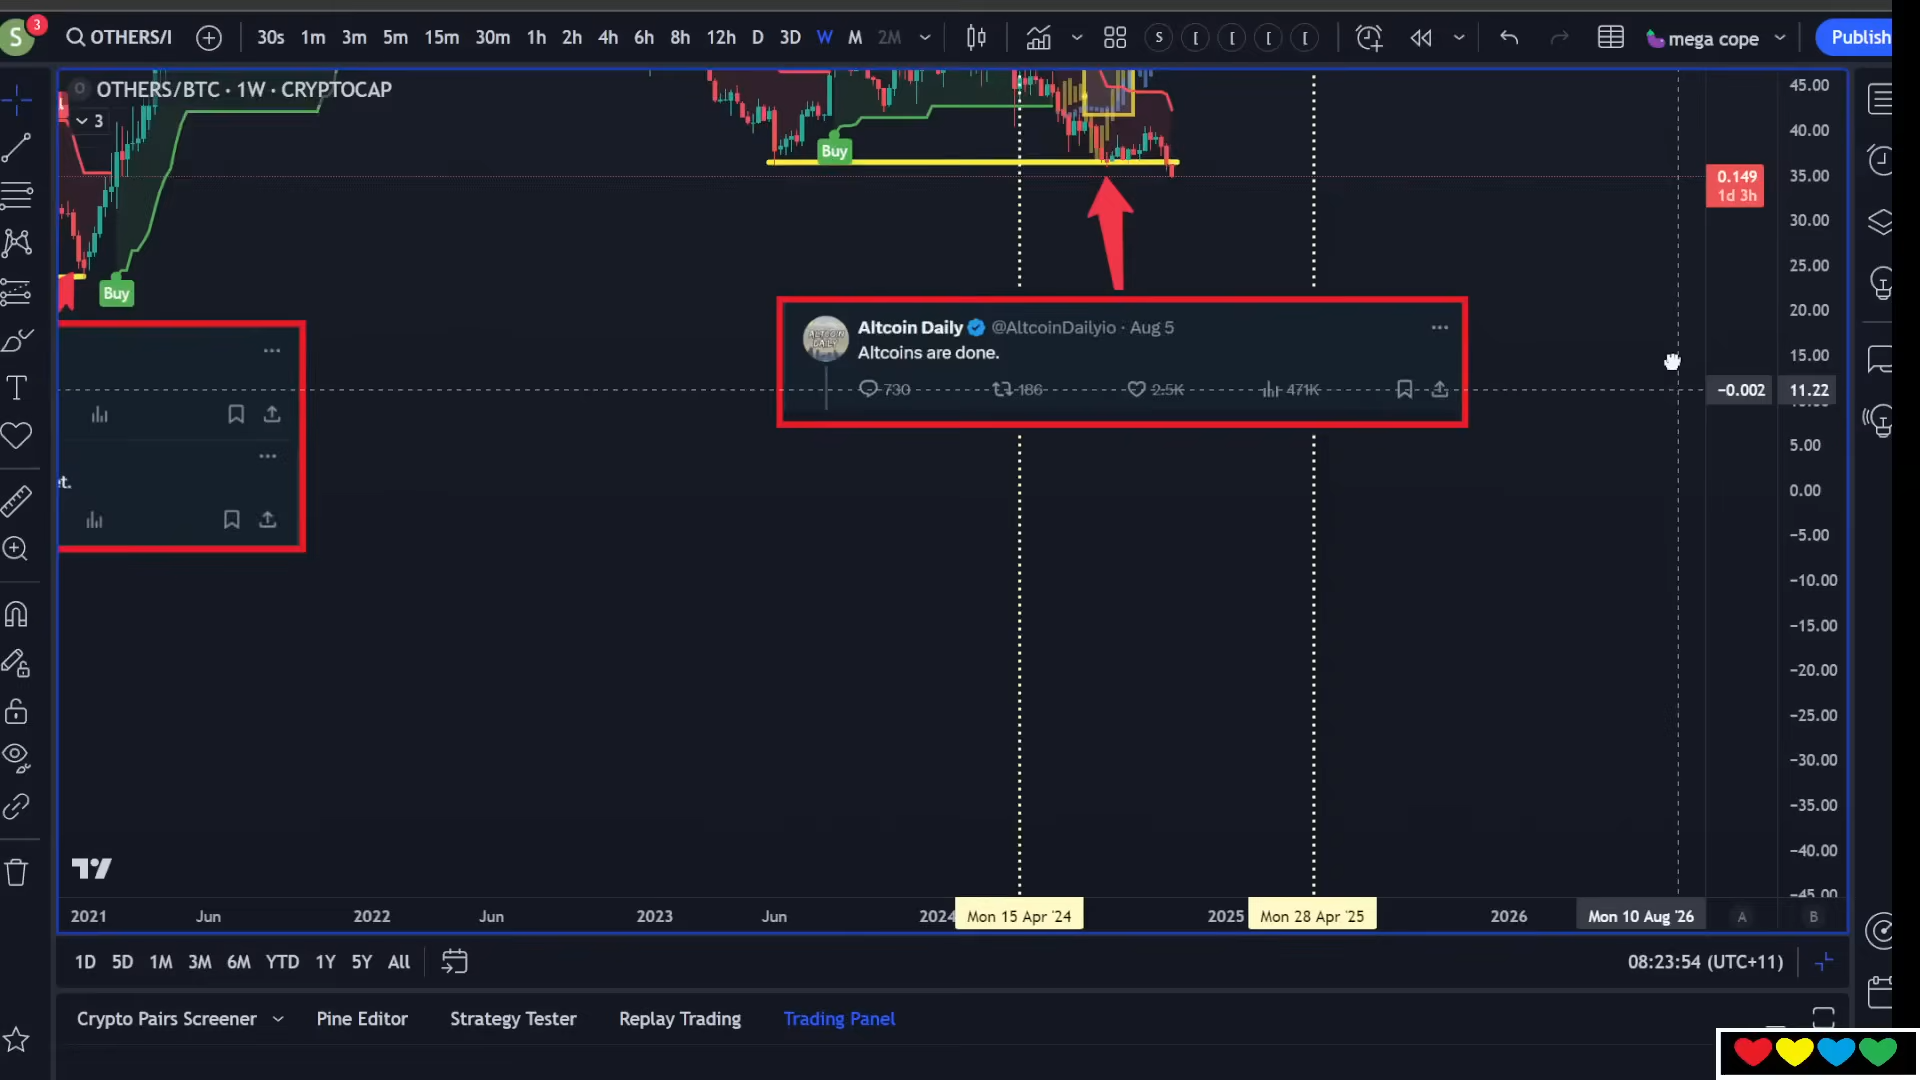 S
3
OTHERS/
30s 1m 3m 5m 15m 30m 1h 2h 4h 6h 8h 12h D 3D W M 2M
S
mega cope
Publish
OTHERS/BTC · 1W · CRYPTOCAP
3
Buy
Buy
Altcoin Daily @AltcoinDailyio · Aug 5
Altcoins are done.
730 186 2.5K 471K
t.
45.00
40.00
0.149
1d 3h
35.00
30.00
25.00
20.00
15.00
-0.002 11.22
5.00
0.00
-5.00
-10.00
-15.00
-20.00
-25.00
-30.00
-35.00
-40.00
-45.00
2021 Jun 2022 Jun 2023 Jun 2024 Mon 15 Apr '24 2025 Mon 28 Apr '25 2026 Mon 10 Aug '26 A B
1D 5D 1M 3M 6M YTD 1Y 5Y All
08:23:54 (UTC+11)
Crypto Pairs Screener Pine Editor Strategy Tester Replay Trading Trading Panel